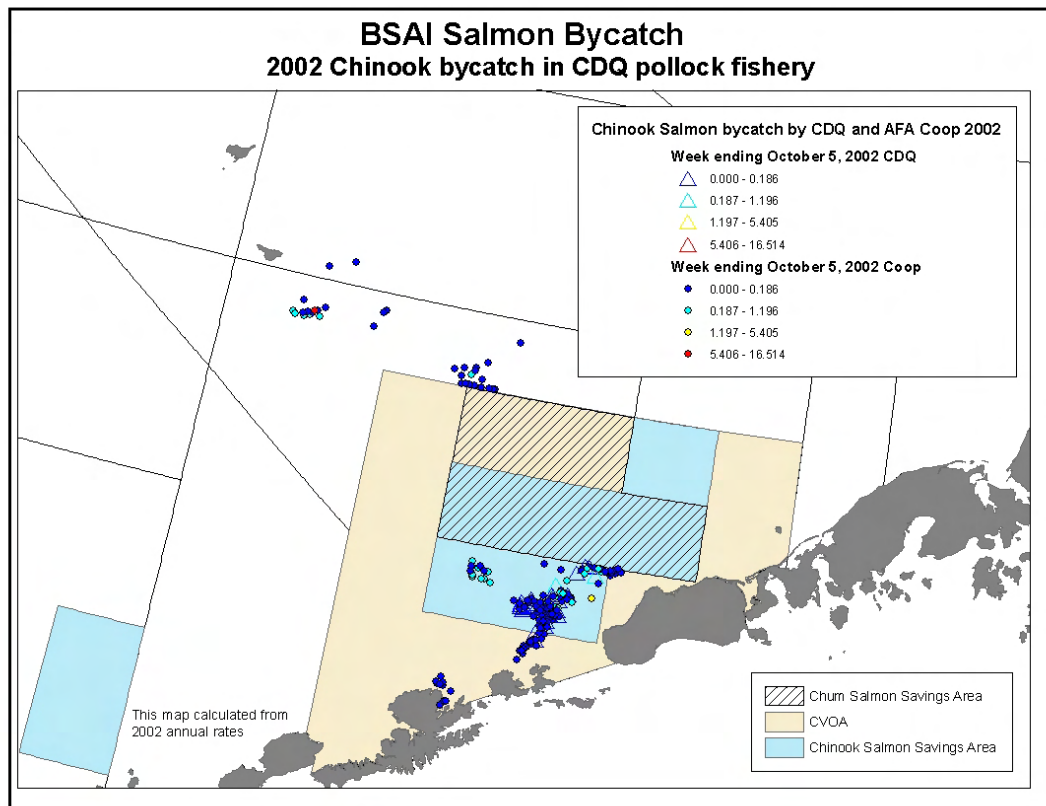 BSAI Salmon Bycatch
2002 Chinook bycatch in CDQ pollock fishery
Chinook Salmon bycatch by CDQ and AFA Coop 2002
Week ending October 5, 2002 CDQ
0.000 - 0.186
0.187 - 1.196
1.197 - 5.405
5.406 - 16.514
Week ending October 5, 2002 Coop
0.000 - 0.186
0.187 - 1.196
1.197 - 5.405
5.406 - 16.514
This map calculated from
2002 annual rates
Chum Salmon Savings Area
CVOA
Chinook Salmon Savings Area